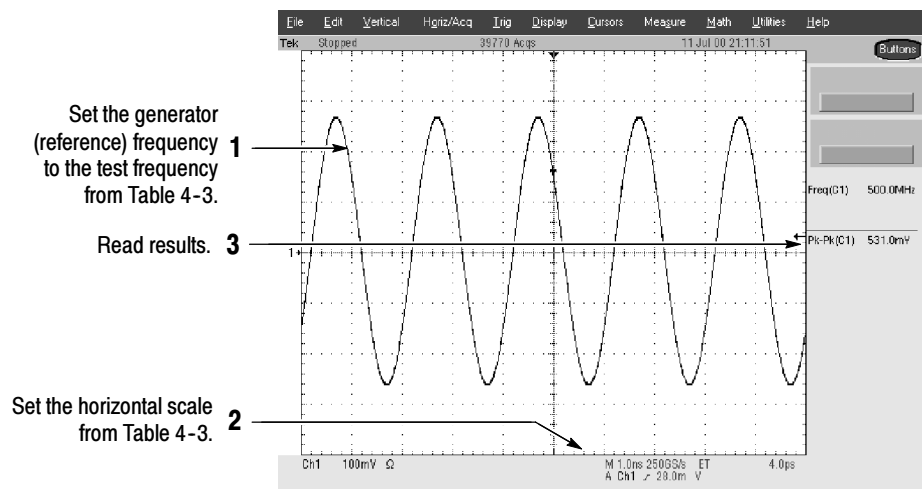 File Edit Vertical Horiz/Acq Trig Display Cursors Measure Math Utilities Help
Tek Stopped 39770 Acqs 11 Jul 00 21:11:51
Buttons
Set the generator
(reference) frequency 1
to the test frequency
from Table 4-3.
Freq(C1) 500.0MHz
Read results. 3
Pk-Pk(C1) 531.0mV
1
Set the horizontal scale 2
from Table 4-3.
Ch1 100mV Ω M 1.0ns 250GS/s ET 4.0ps
A Ch1 28.0m V